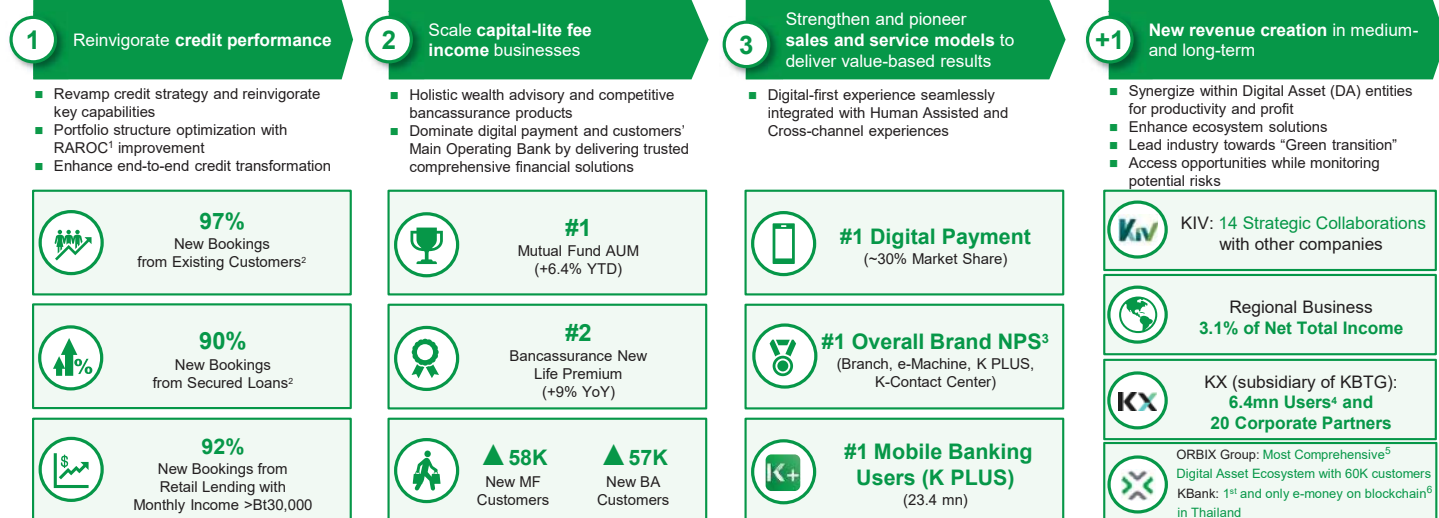 1
Reinvigorate credit performance
Revamp credit strategy and reinvigorate
key capabilities
Portfolio structure optimization with
RAROC¹ improvement
Enhance end-to-end credit transformation
97%
New Bookings
from Existing Customers²
%
90%
New Bookings
from Secured Loans²
$
92%
New Bookings from
Retail Lending with
Monthly Income >Bt30,000
2
Scale capital-lite fee
income businesses
Holistic wealth advisory and competitive
bancassurance products
Dominate digital payment and customers'
Main Operating Bank by delivering trusted
comprehensive financial solutions
#1
Mutual Fund AUM
(+6.4% YTD)
#2
Bancassurance New
Life Premium
(+9% YoY)
▲ 58K
New MF
Customers
▲ 57K
New BA
Customers
3
Strengthen and pioneer
sales and service models to
deliver value-based results
Digital-first experience seamlessly
integrated with Human Assisted and
Cross-channel experiences
#1 Digital Payment
(~30% Market Share)
#1 Overall Brand NPS³
(Branch, e-Machine, K PLUS,
K-Contact Center)
K+
#1 Mobile Banking
Users (K PLUS)
(23.4 mn)
+1
New revenue creation in medium-
and long-term
Synergize within Digital Asset (DA) entities
for productivity and profit
Enhance ecosystem solutions
Lead industry towards “Green transition”
Access opportunities while monitoring
potential risks
KIV
KIV: 14 Strategic Collaborations
with other companies
Regional Business
3.1% of Net Total Income
KX
KX (subsidiary of KBTG):
6.4mn Users⁴ and
20 Corporate Partners
ORBIX Group: Most Comprehensive⁵
Digital Asset Ecosystem with 60K customers
KBank: 1st and only e-money on blockchain⁶
in Thailand